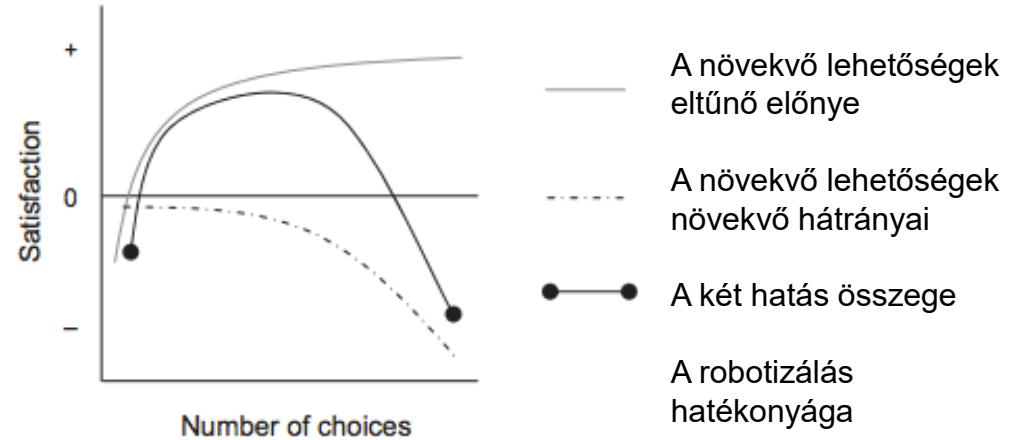 +
0
–
Satisfaction
Number of choices
A növekvő lehetőségek
eltűnő előnye
A növekvő lehetőségek
növekvő hátrányai
A két hatás összege
A robotizálás
hatékonyága